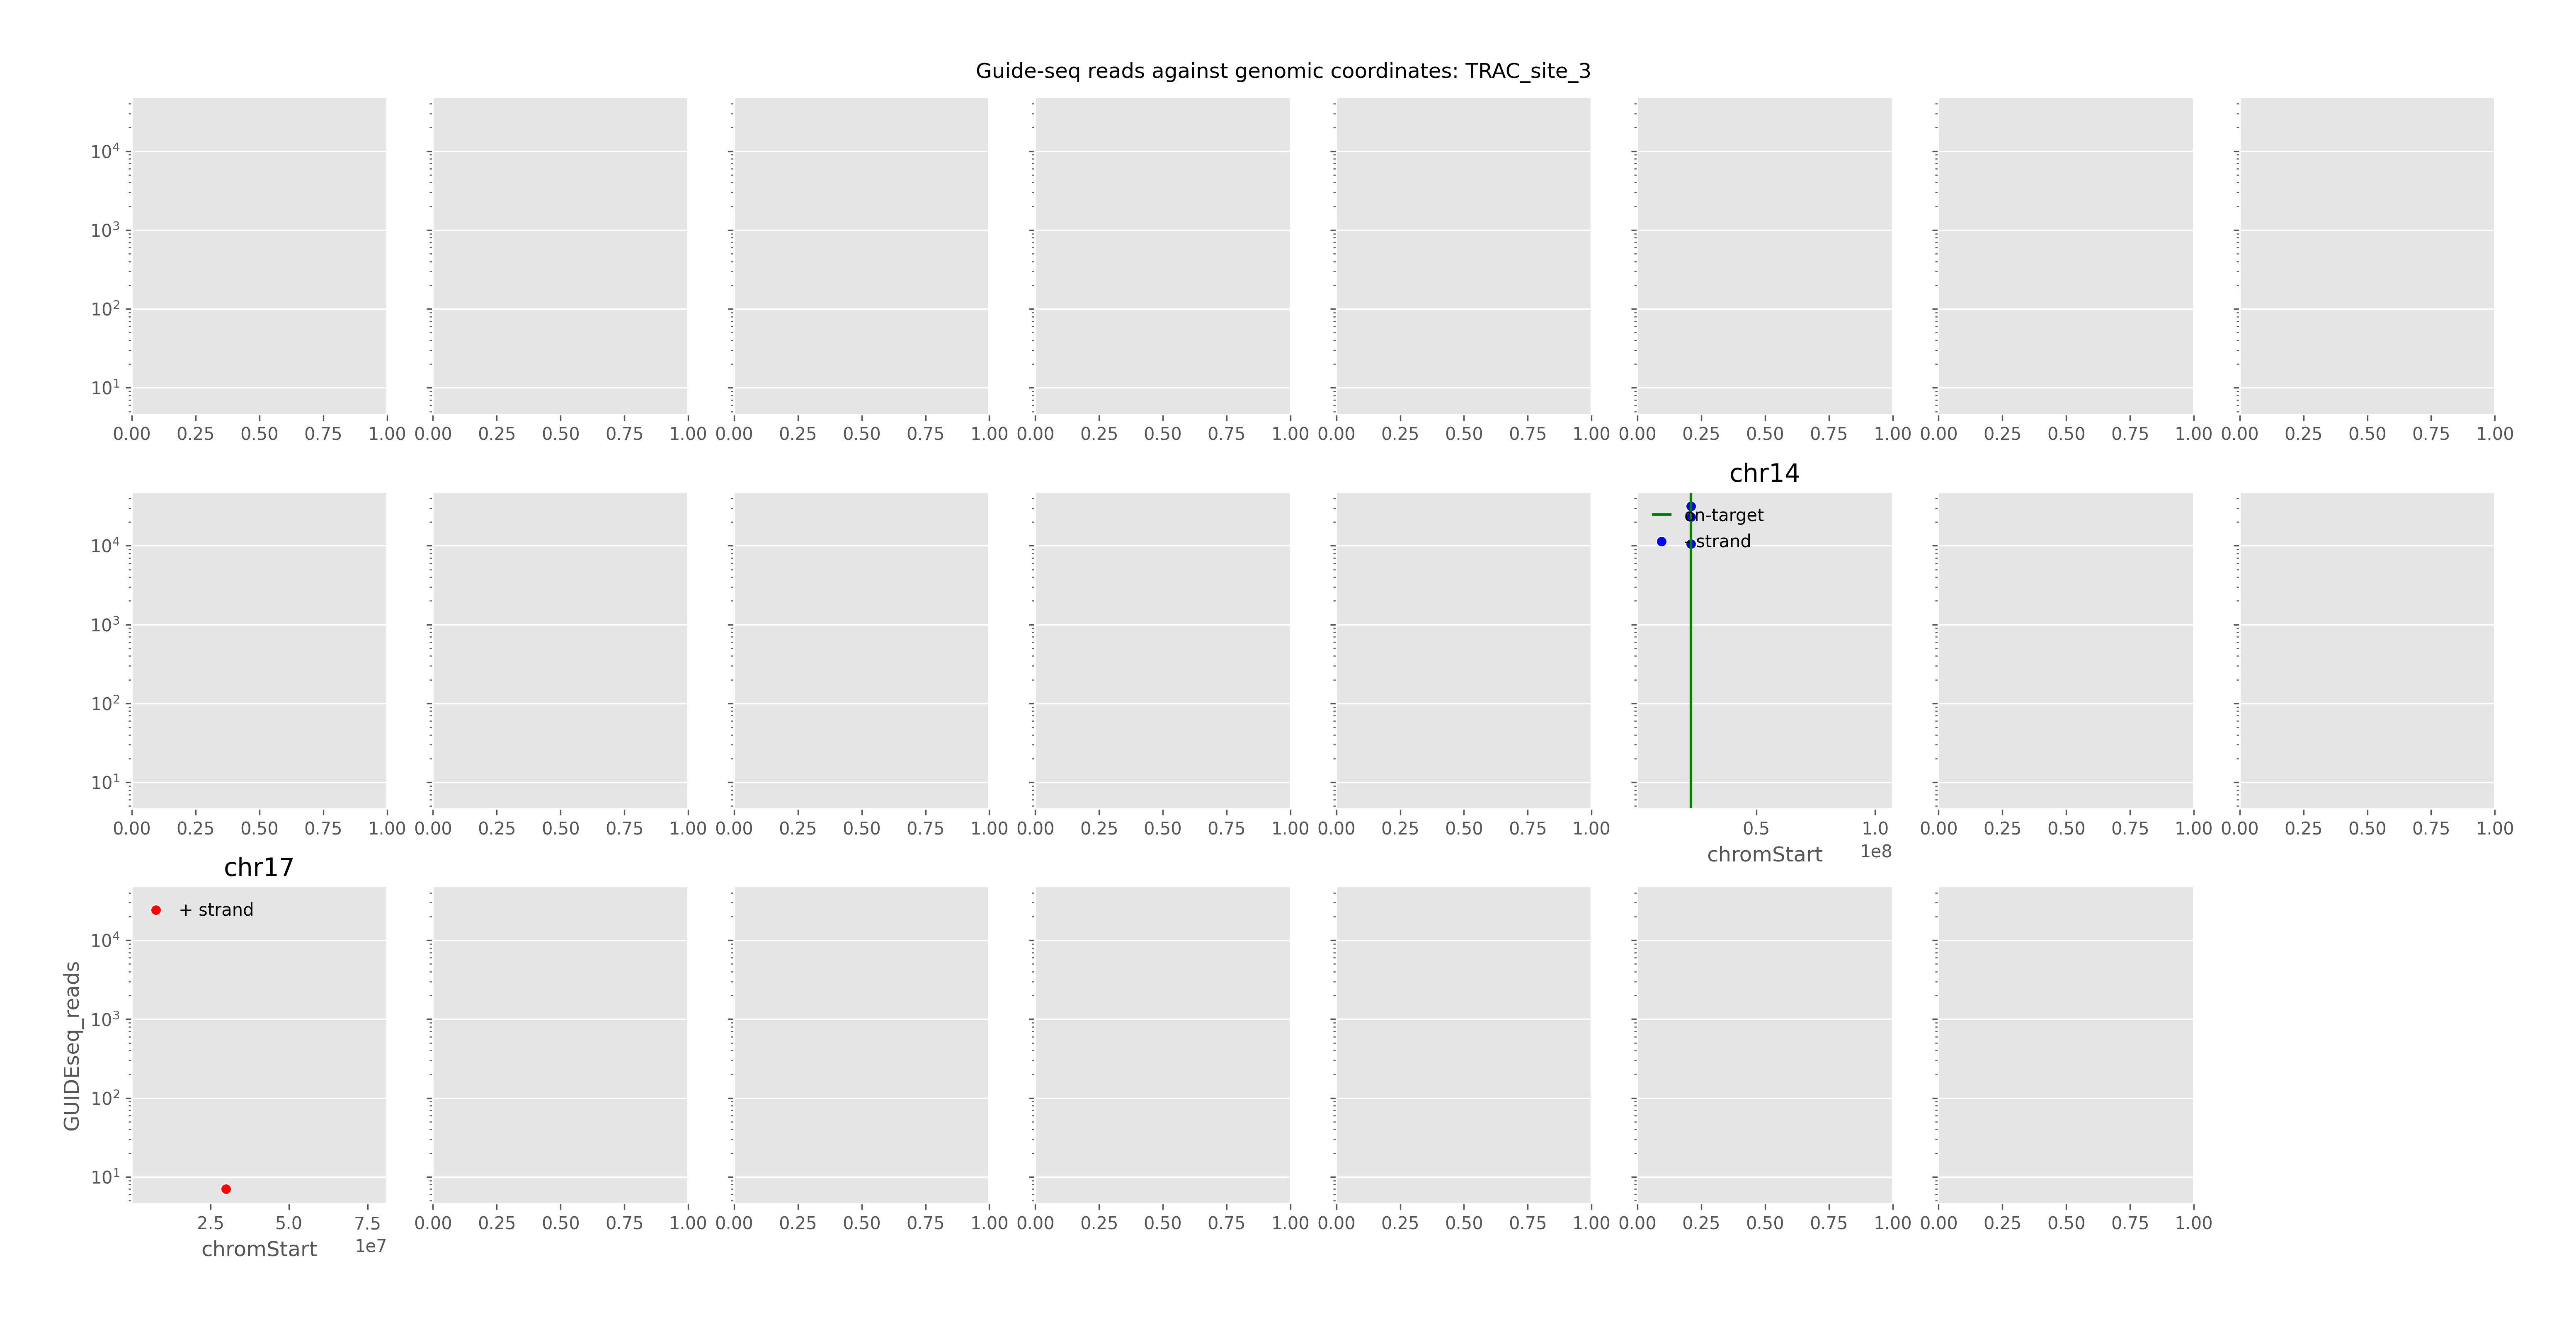 Guide-seq reads against genomic coordinates: TRAC_site_3
10⁴
10³
10²
10¹
0.00 0.25 0.50 0.75 1.00 0.00 0.25 0.50 0.75 1.00 0.00 0.25 0.50 0.75 1.00 0.00 0.25 0.50 0.75 1.00 0.00 0.25 0.50 0.75 1.00 0.00 0.25 0.50 0.75 1.00 0.00 0.25 0.50 0.75 1.00 0.00 0.25 0.50 0.75 1.00
chr14
on-target
- strand
10⁴
10³
10²
10¹
0.00 0.25 0.50 0.75 1.00 0.00 0.25 0.50 0.75 1.00 0.00 0.25 0.50 0.75 1.00 0.00 0.25 0.50 0.75 1.00 0.00 0.25 0.50 0.75 1.00 0.5 1.0 0.00 0.25 0.50 0.75 1.00 0.00 0.25 0.50 0.75 1.00
chromStart 1e8
chr17
+ strand
GUIDEseq_reads
10⁴
10³
10²
10¹
2.5 5.0 7.5 0.00 0.25 0.50 0.75 1.00 0.00 0.25 0.50 0.75 1.00 0.00 0.25 0.50 0.75 1.00 0.00 0.25 0.50 0.75 1.00 0.00 0.25 0.50 0.75 1.00 0.00 0.25 0.50 0.75 1.00
chromStart 1e7